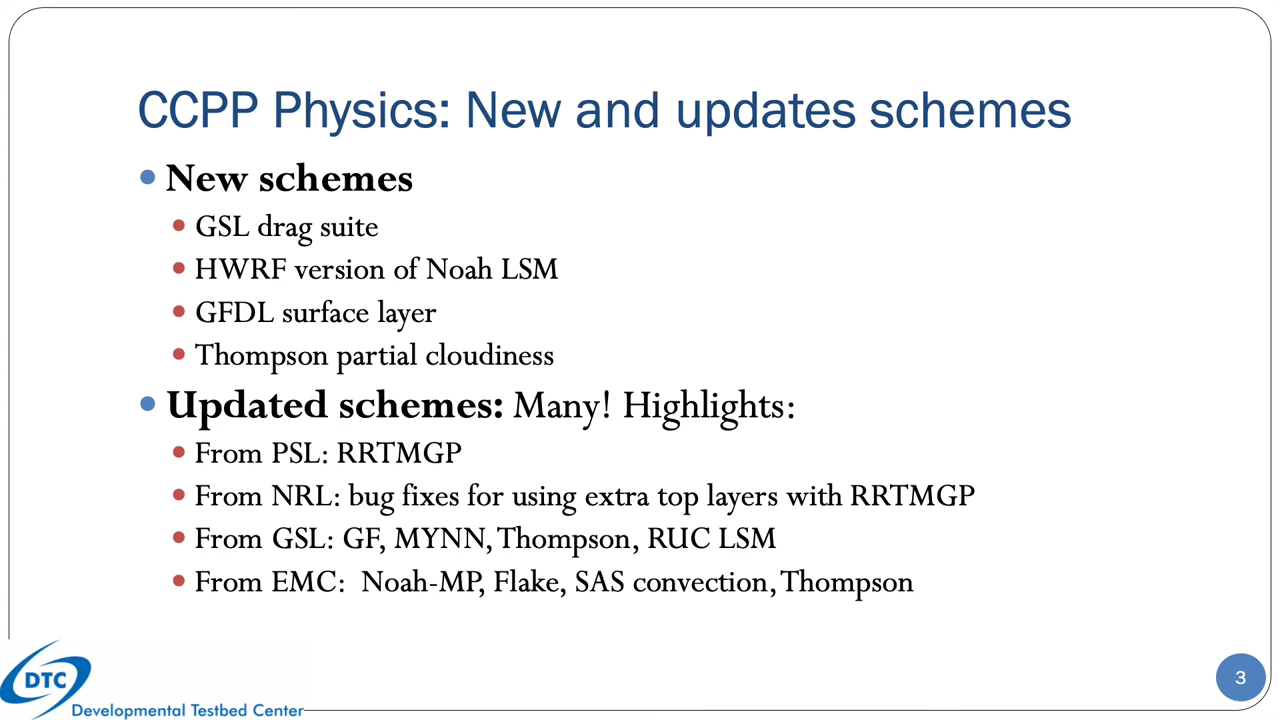 CCPP Physics: New and updates schemes
New schemes
GSL drag suite
HWRF version of Noah LSM
GFDL surface layer
Thompson partial cloudiness
Updated schemes: Many! Highlights:
From PSL: RRTMGP
From NRL: bug fixes for using extra top layers with RRTMGP
From GSL: GF, MYNN, Thompson, RUC LSM
From EMC: Noah-MP, Flake, SAS convection, Thompson
DTC
Developmental Testbed Center
3